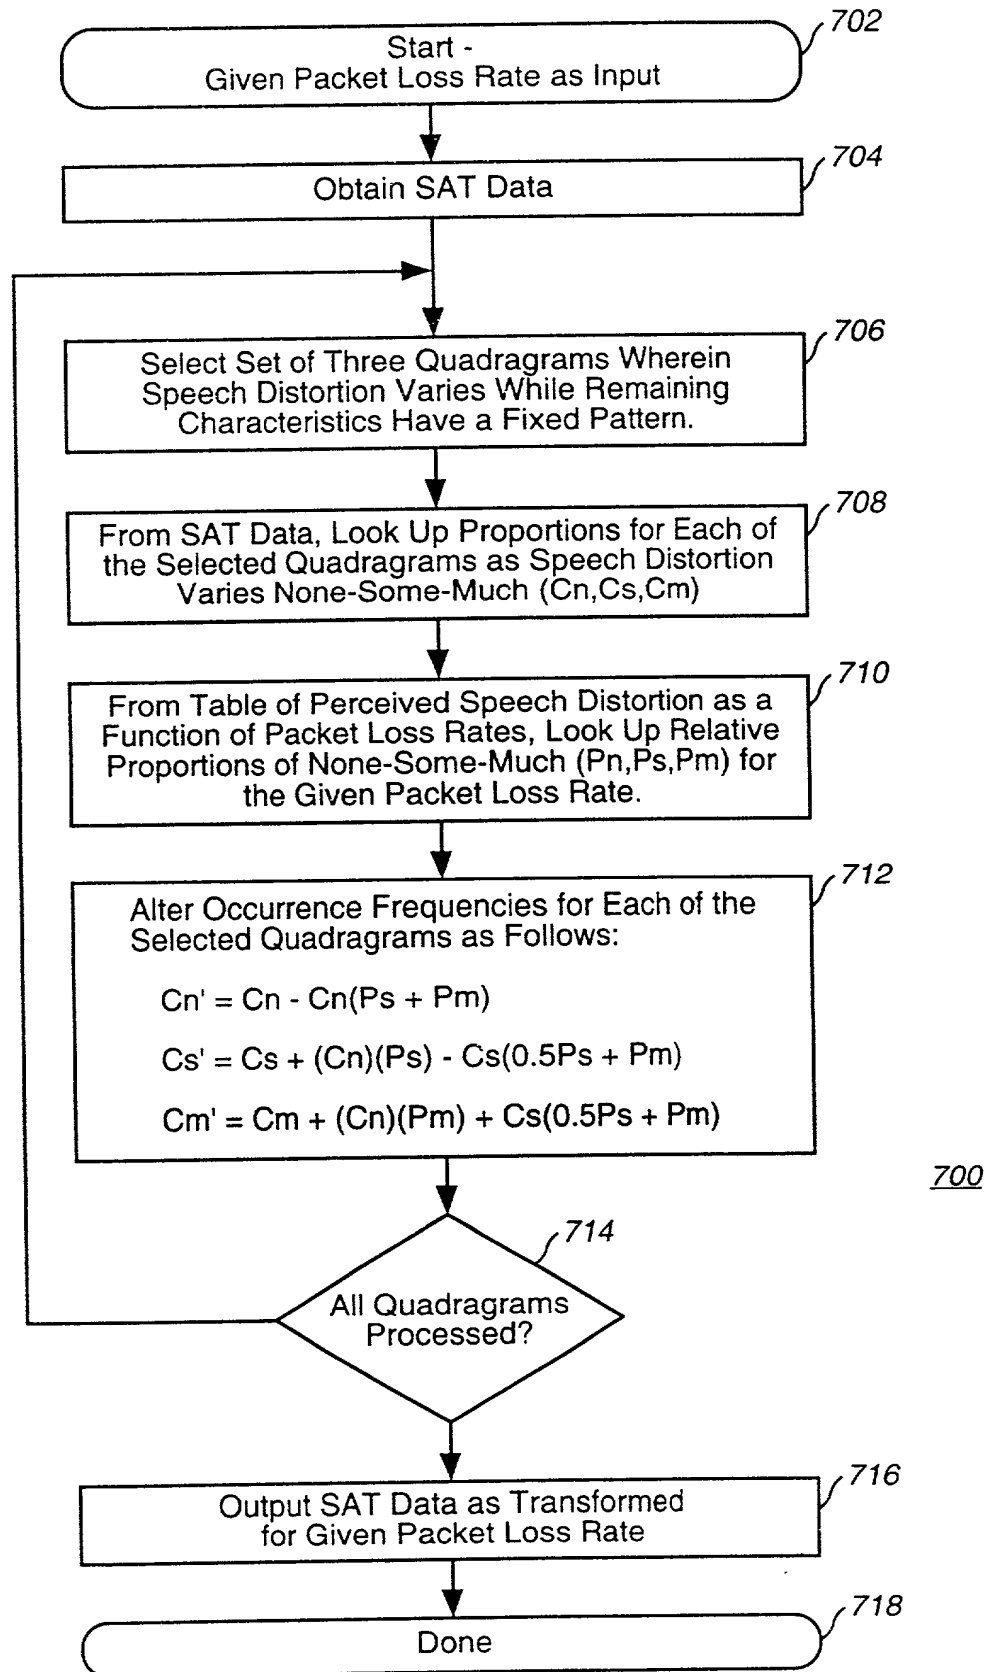 702
Start -
Given Packet Loss Rate as Input
704
Obtain SAT Data
706
Select Set of Three Quadragrams Wherein
Speech Distortion Varies While Remaining
Characteristics Have a Fixed Pattern.
708
From SAT Data, Look Up Proportions for Each of
the Selected Quadragrams as Speech Distortion
Varies None-Some-Much (Cn,Cs,Cm)
710
From Table of Perceived Speech Distortion as a
Function of Packet Loss Rates, Look Up Relative
Proportions of None-Some-Much (Pn,Ps,Pm) for
the Given Packet Loss Rate.
712
Alter Occurrence Frequencies for Each of the
Selected Quadragrams as Follows:
Cn' = Cn - Cn(Ps + Pm)
Cs' = Cs + (Cn)(Ps) - Cs(0.5Ps + Pm)
Cm' = Cm + (Cn)(Pm) + Cs(0.5Ps + Pm)
700
714
All Quadragrams
Processed?
716
Output SAT Data as Transformed
for Given Packet Loss Rate
718
Done